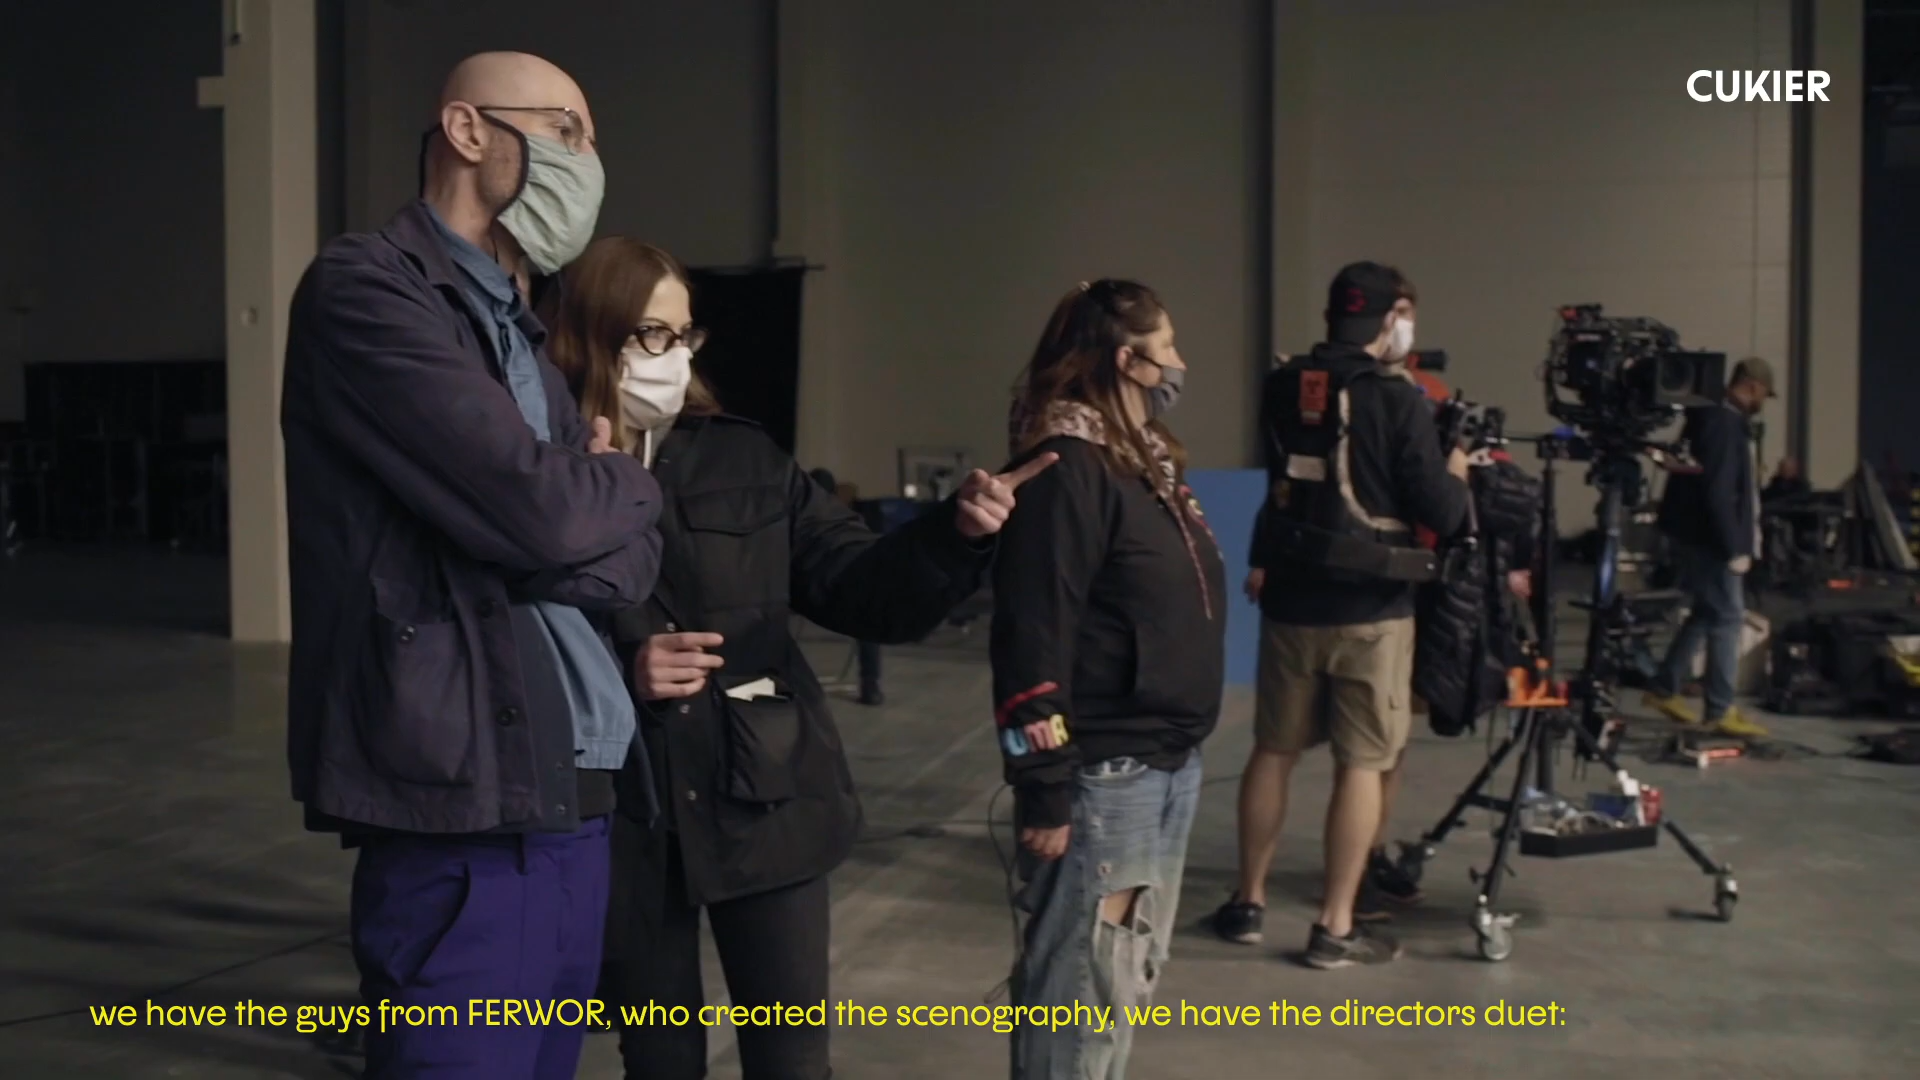 CUKIER
we have the guys from FERWOR, who created the scenography, we have the directors duet: